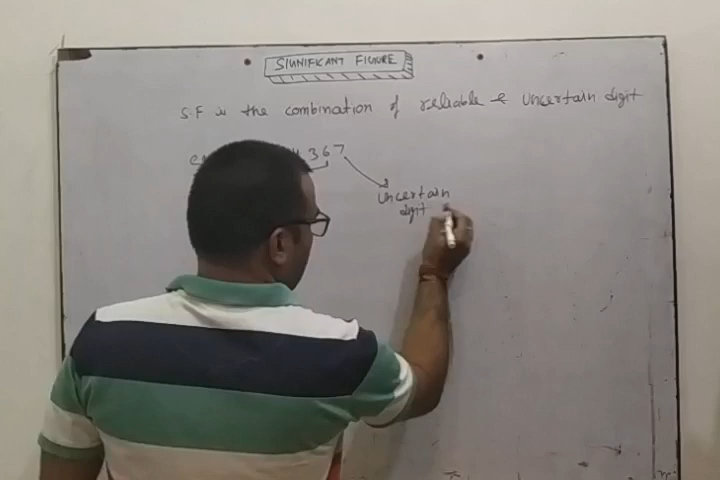 SIGNIFICANT FIGURE
S.F is the combination of reliable & Uncertain digit
367
Uncertain
digit